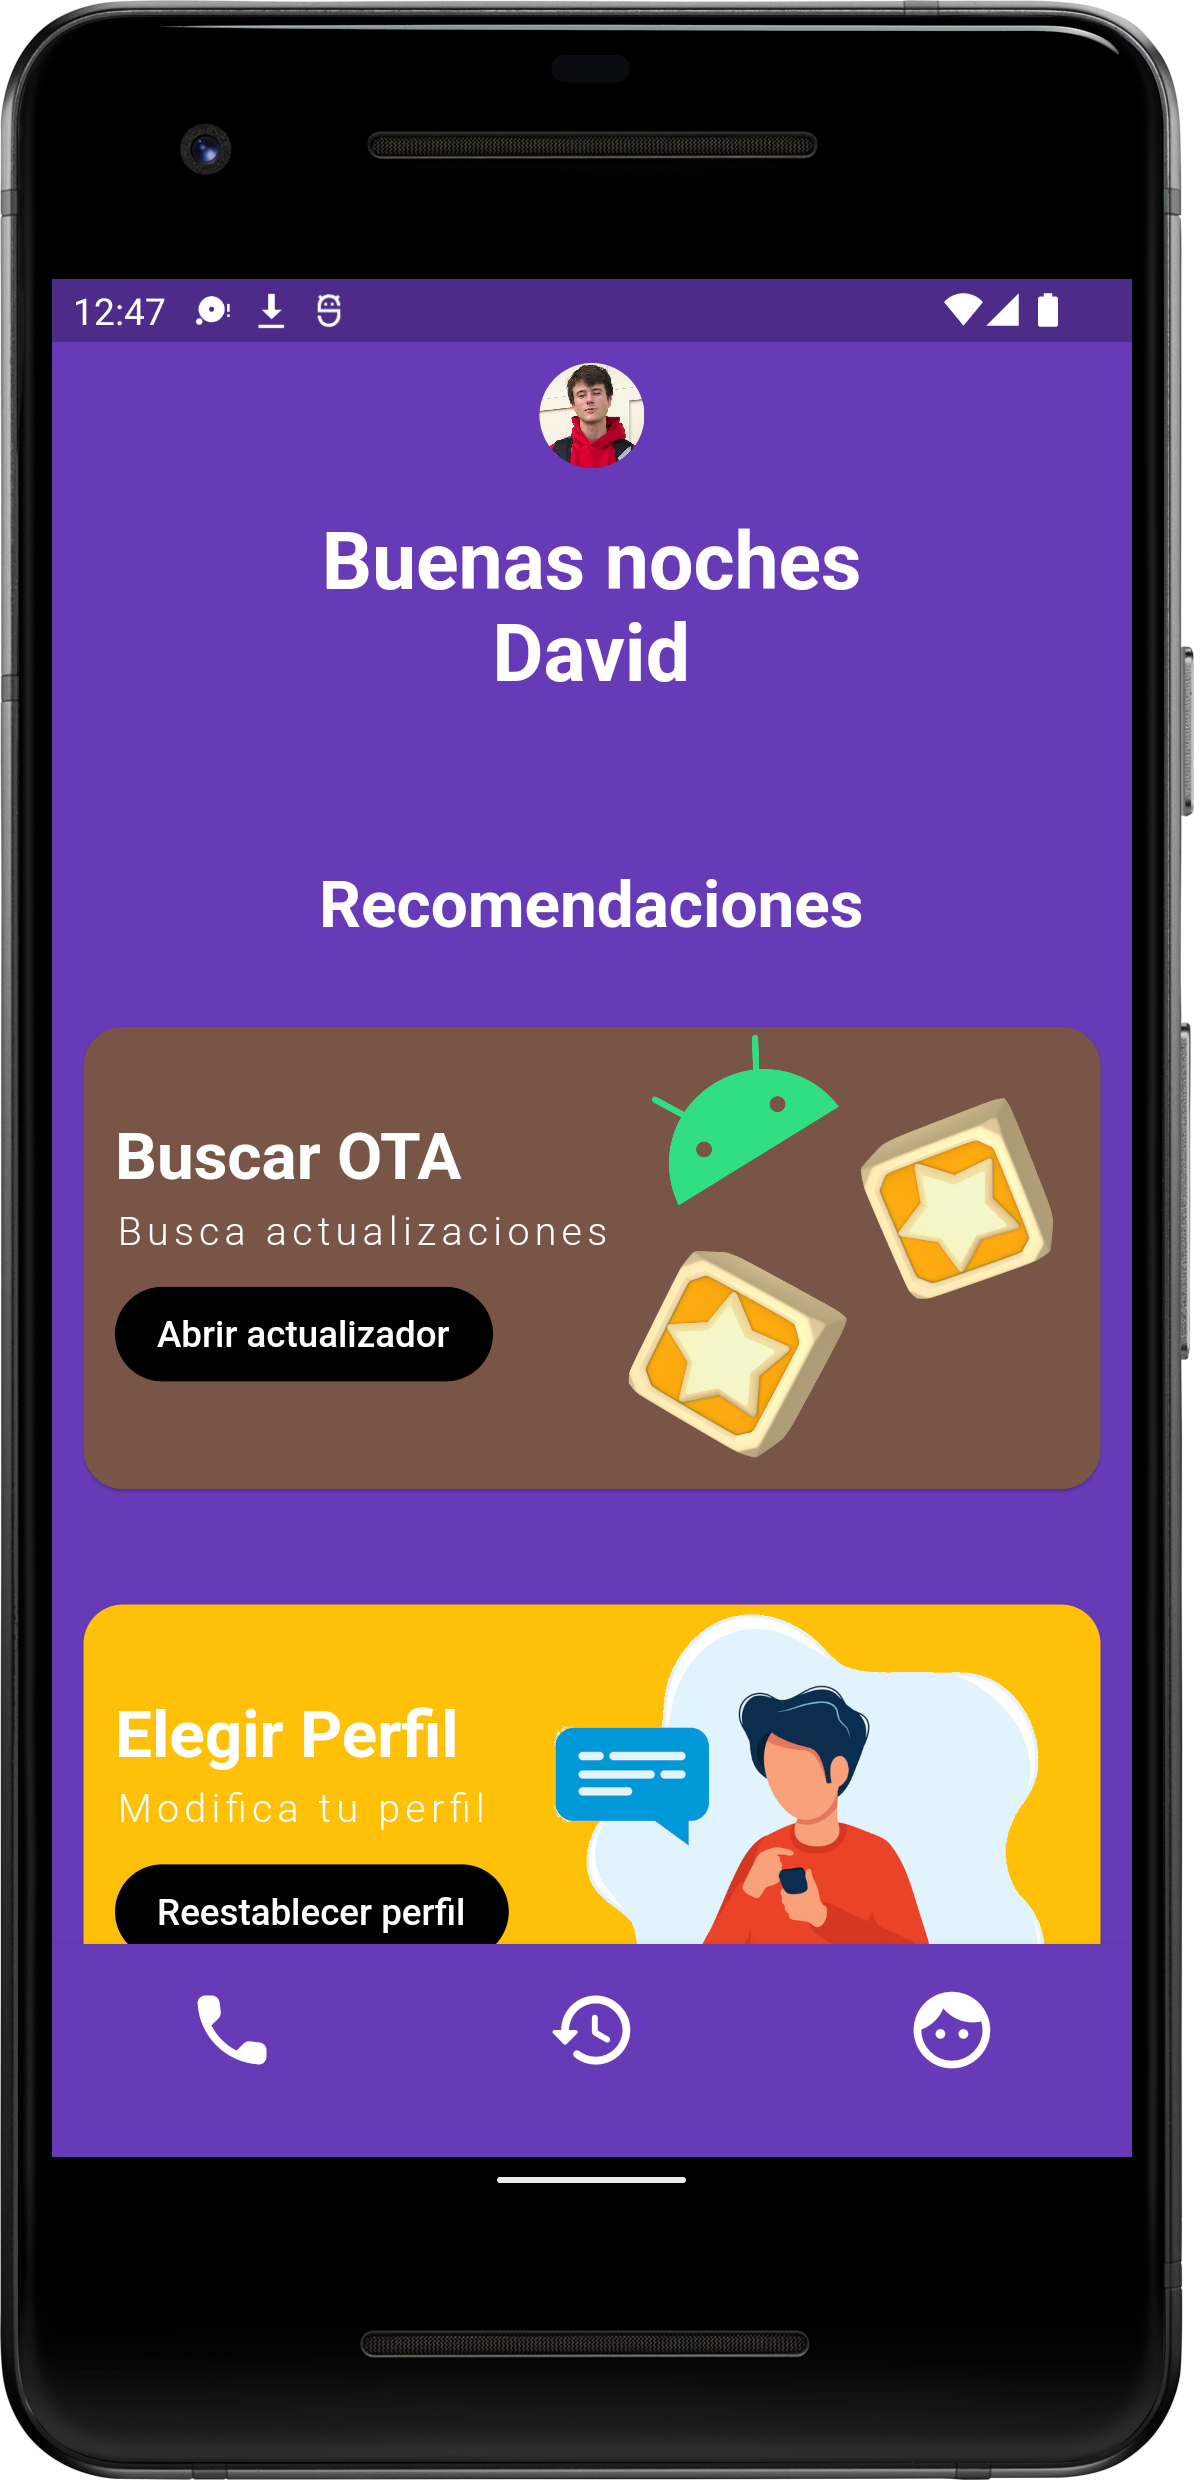 12:47
Buenas noches
David
Recomendaciones
Buscar OTA
Busca actualizaciones
Abrir actualizador
Elegir Perfil
Modifica tu perfil
Reestablecer perfil